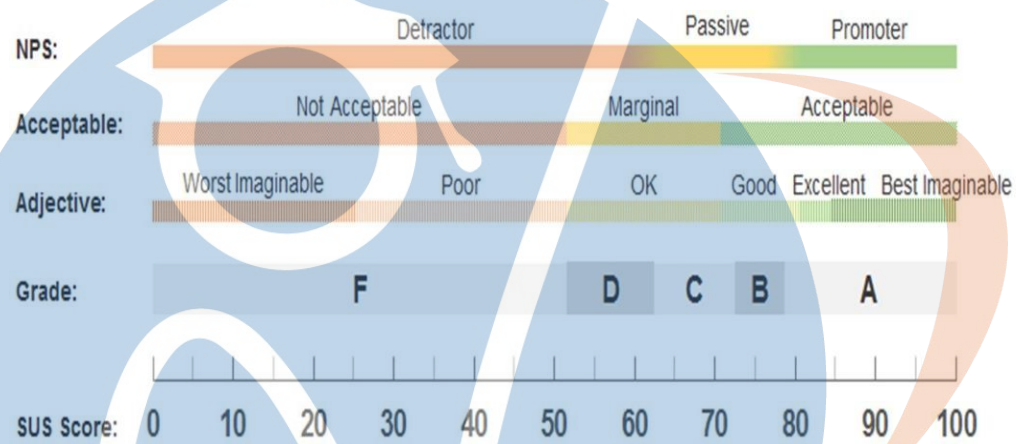 Detractor Passive Promoter
NPS:
Not Acceptable Marginal Acceptable
Acceptable:
Worst Imaginable Poor OK Good Excellent Best Imaginable
Adjective:
Grade: F D C B A
SUS Score: 0 10 20 30 40 50 60 70 80 90 100